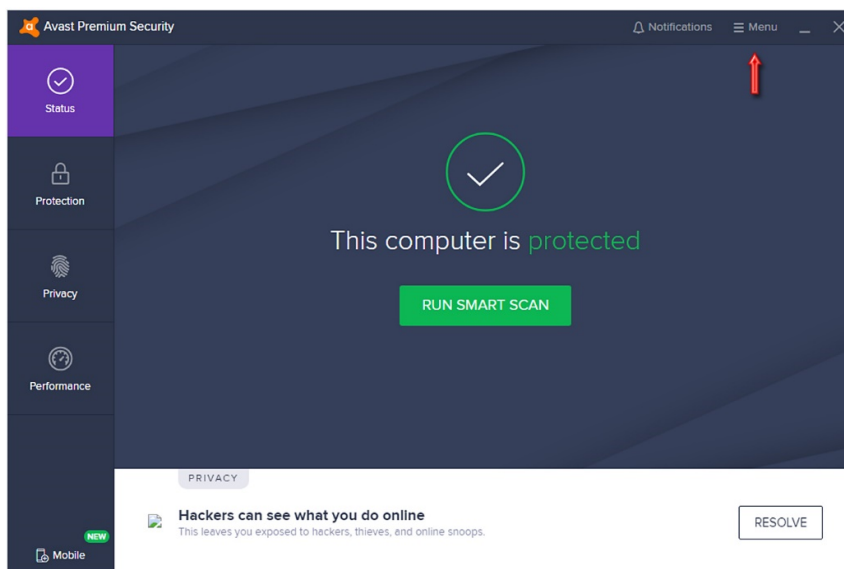 Avast Premium Security
Notifications
Menu
Status
Protection
Privacy
Performance
NEW
Mobile
This computer is protected
RUN SMART SCAN
PRIVACY
Hackers can see what you do online
This leaves you exposed to hackers, thieves, and online snoops.
RESOLVE